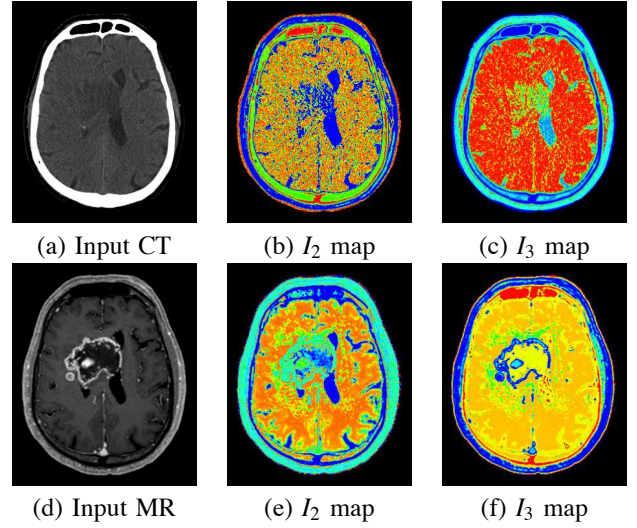 (a) Input CT
(b) I₂ map
(c) I₃ map
(d) Input MR
(e) I₂ map
(f) I₃ map